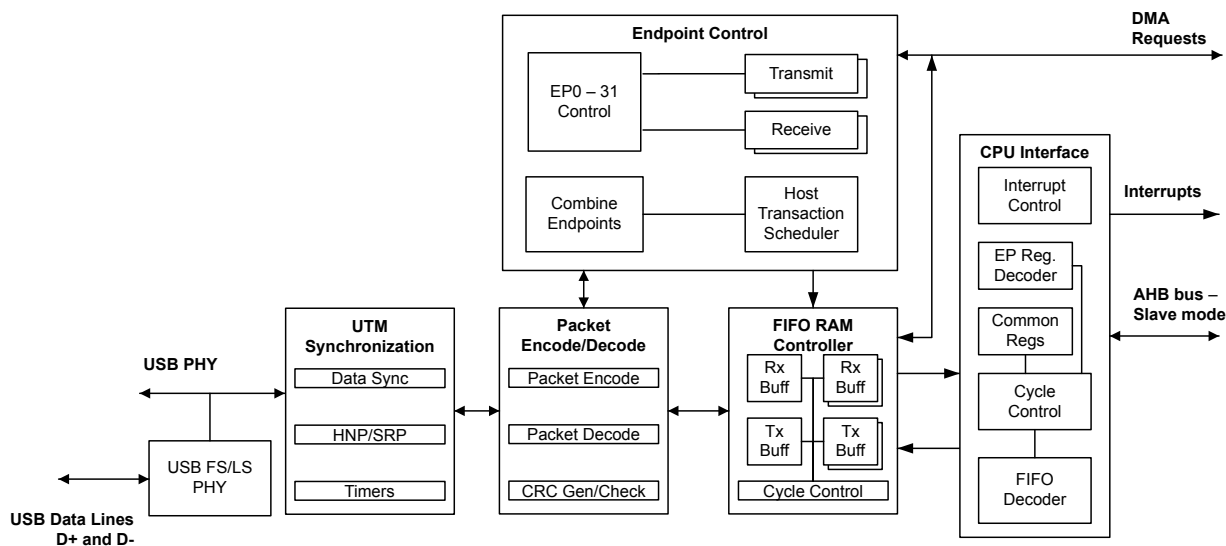 Endpoint Control
EP0 – 31
Control
Transmit
Receive
Combine
Endpoints
Host
Transaction
Scheduler
DMA
Requests
CPU Interface
Interrupt
Control
EP Reg.
Decoder
Common
Regs
Cycle
Control
FIFO
Decoder
Interrupts
AHB bus –
Slave mode
UTM
Synchronization
Data Sync
HNP/SRP
Timers
Packet
Encode/Decode
Packet Encode
Packet Decode
CRC Gen/Check
FIFO RAM
Controller
Rx
Buff
Rx
Buff
Tx
Buff
Tx
Buff
Cycle Control
USB PHY
USB FS/LS
PHY
USB Data Lines
D+ and D-